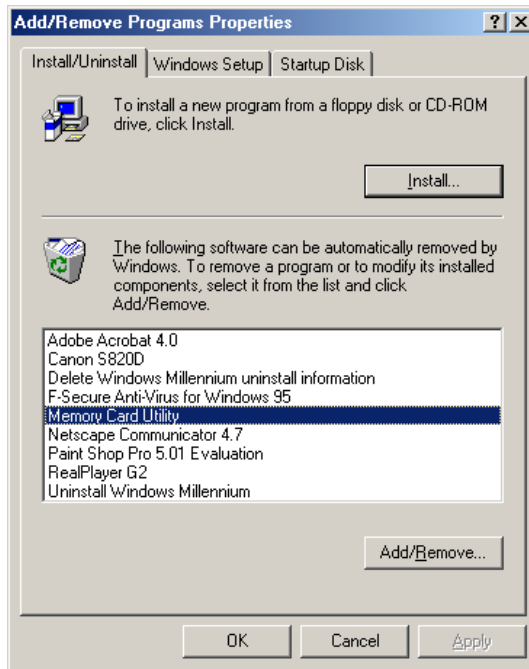 Add/Remove Programs Properties
Install/Uninstall
Windows Setup
Startup Disk
To install a new program from a floppy disk or CD-ROM
drive, click Install.
Install...
The following software can be automatically removed by
Windows. To remove a program or to modify its installed
components, select it from the list and click
Add/Remove.
Adobe Acrobat 4.0
Canon S820D
Delete Windows Millennium uninstall information
F-Secure Anti-Virus for Windows 95
Memory Card Utility
Netscape Communicator 4.7
Paint Shop Pro 5.01 Evaluation
RealPlayer G2
Uninstall Windows Millennium
Add/Remove...
OK
Cancel
Apply